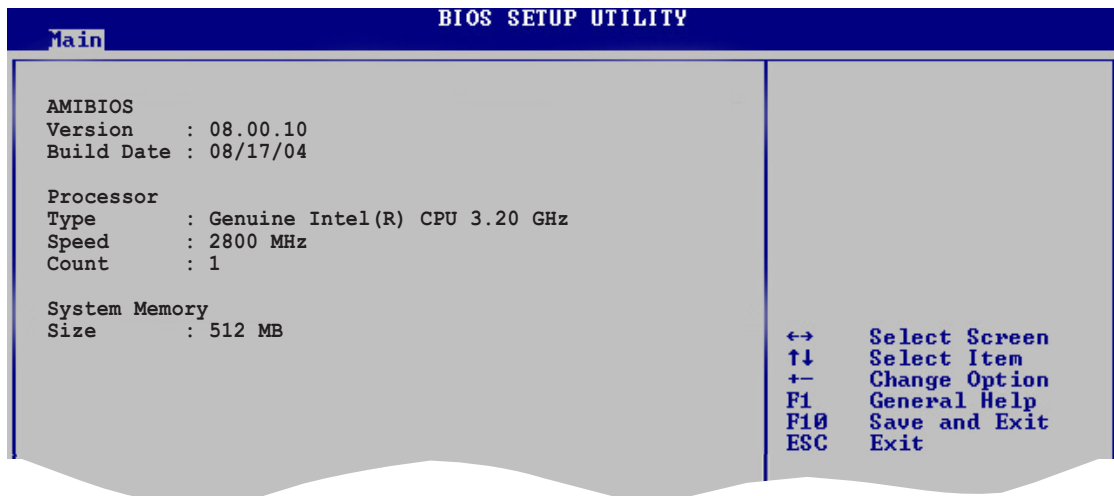 BIOS SETUP UTILITY
Main
AMIBIOS
Version : 08.00.10
Build Date : 08/17/04
Processor
Type : Genuine Intel(R) CPU 3.20 GHz
Speed : 2800 MHz
Count : 1
System Memory
Size : 512 MB
←→ Select Screen
↑↓ Select Item
+- Change Option
F1 General Help
F10 Save and Exit
ESC Exit